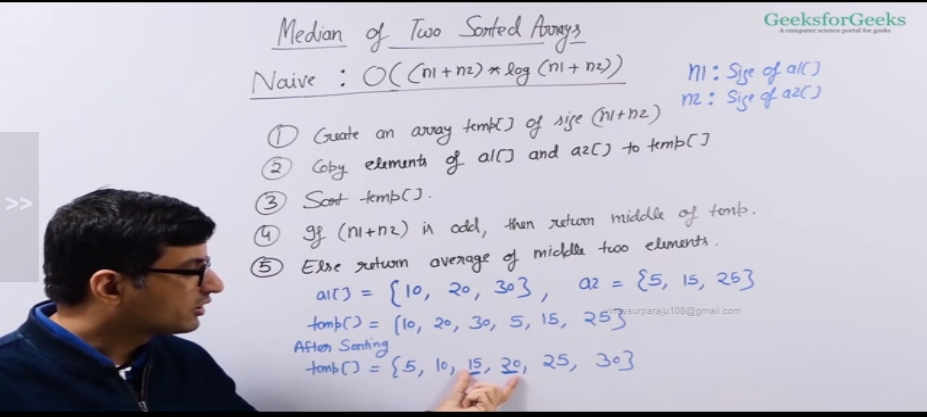 Median of Two Sorted Arrays
GeeksforGeeks
A computer science portal for geeks
Naive : O((n1+n2)*log(n1+n2))
n1 : Size of a1[]
n2 : Size of a2[]
① Create an array temp[] of size (n1+n2)
② Copy elements of a1[] and a2[] to temp[]
③ Sort temp[].
④ If (n1+n2) is odd, then return middle of temp.
⑤ Else return average of middle two elements.
a1[] = {10, 20, 30}, a2 = {5, 15, 25}
temp[] = {10, 20, 30, 5, 15, 25}
After Sorting
temp[] = {5, 10, 15, 20, 25, 30}
>>